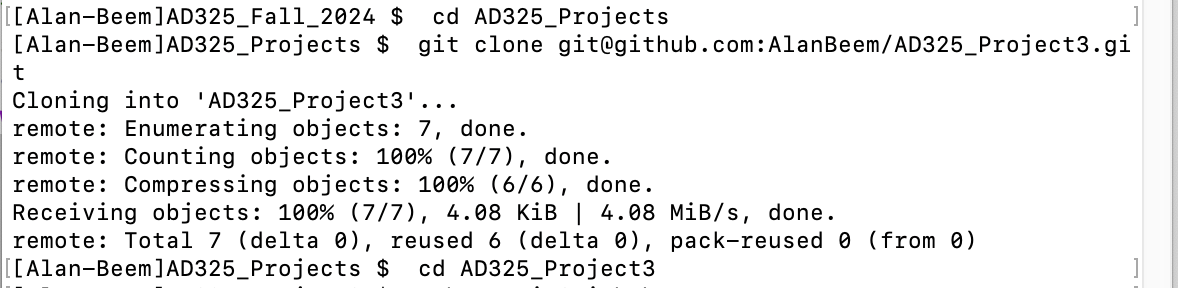 [[Alan-Beem]AD325_Fall_2024 $  cd AD325_Projects ]
[Alan-Beem]AD325_Projects $  git clone git@github.com:AlanBeem/AD325_Project3.gi
t
Cloning into 'AD325_Project3'...
remote: Enumerating objects: 7, done.
remote: Counting objects: 100% (7/7), done.
remote: Compressing objects: 100% (6/6), done.
Receiving objects: 100% (7/7), 4.08 KiB | 4.08 MiB/s, done.
remote: Total 7 (delta 0), reused 6 (delta 0), pack-reused 0 (from 0)
[[Alan-Beem]AD325_Projects $  cd AD325_Project3 ]